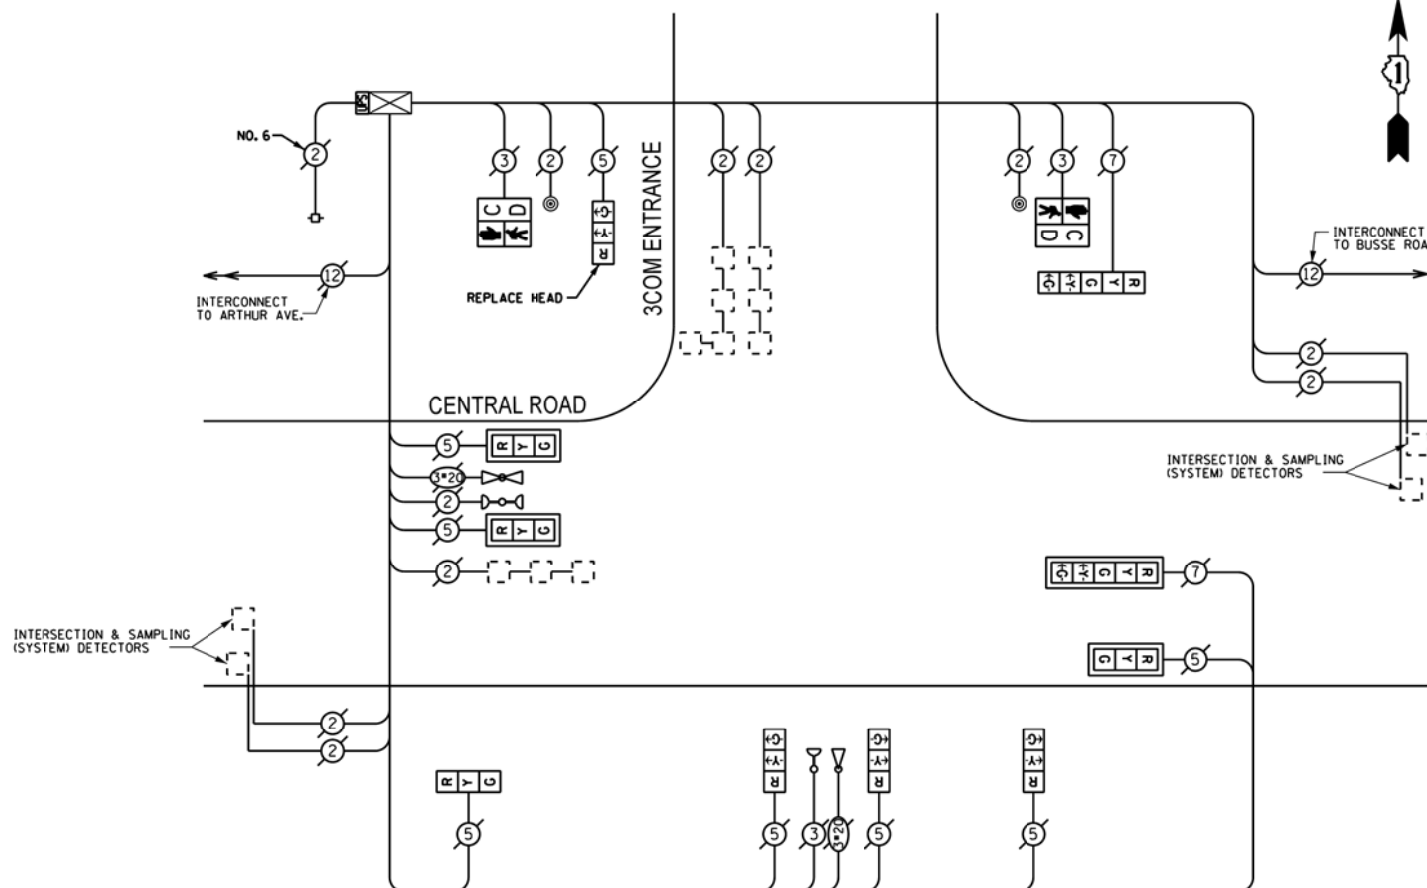 1
UPS
NO. 6
2
3
2
5
2
2
2
3
7
3COM ENTRANCE
C D
G
Y
R
D C
R Y G Y G
REPLACE HEAD
12
INTERCONNECT
TO ARTHUR AVE.
INTERCONNECT
TO BUSSE ROA
12
2
2
CENTRAL ROAD
5
R Y G
3#20
2
5
R Y G
2
INTERSECTION & SAMPLING
(SYSTEM) DETECTORS
INTERSECTION & SAMPLING
(SYSTEM) DETECTORS
R Y G Y G
7
R Y G
5
2
2
R Y G
5
G
Y
R
5
3
3#20
G
Y
R
5
G
Y
R
5